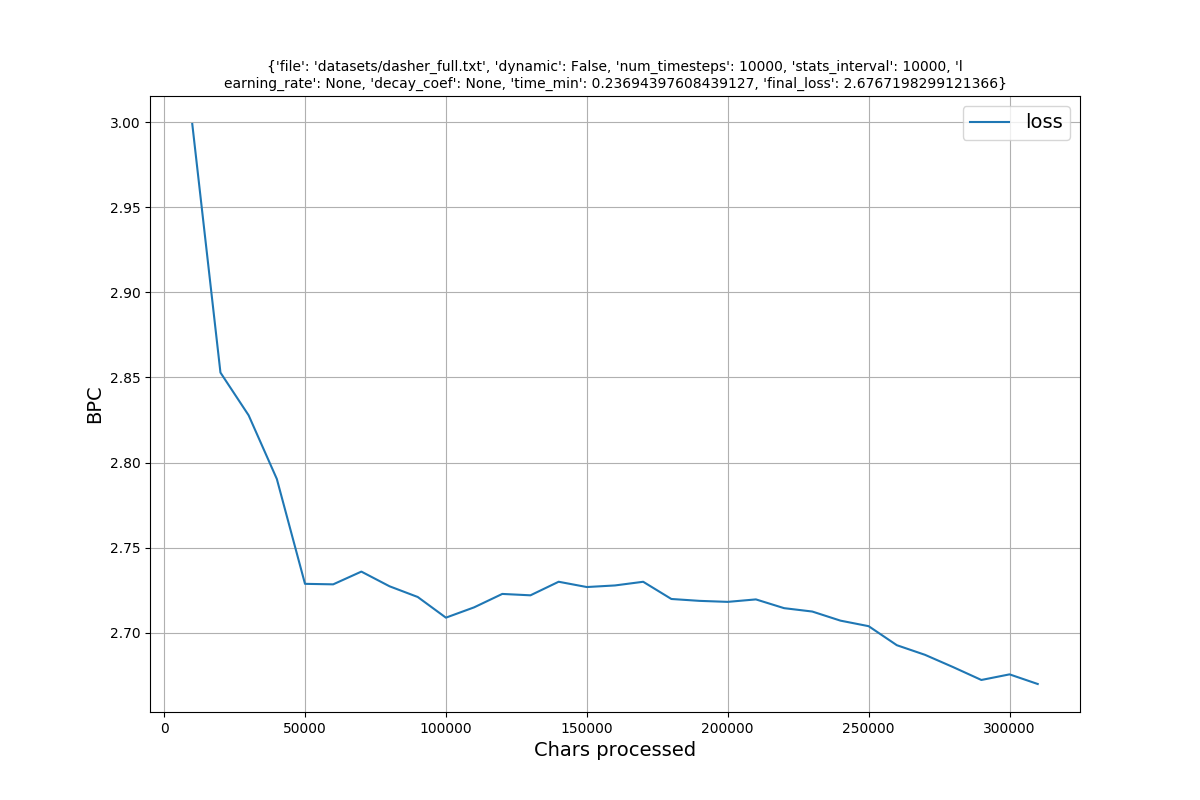 {'file': 'datasets/dasher_full.txt', 'dynamic': False, 'num_timesteps': 10000, 'stats_interval': 10000, 'l
earning_rate': None, 'decay_coef': None, 'time_min': 0.23694397608439127, 'final_loss': 2.676719829912136​6}
loss
3.00
2.95
2.90
2.85
2.80
2.75
2.70
BPC
0 50000 100000 150000 200000 250000 300000
Chars processed